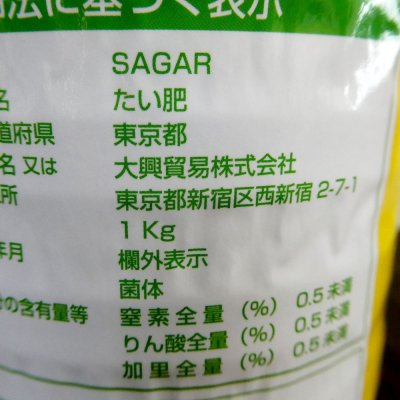 法に基づく表示
SAGAR
名 たい肥
道府県 東京都
名又は 大興貿易株式会社
所 東京都新宿区西新宿 2-7-1
1 Kg
年月 欄外表示
菌体
の含有量等 窒素全量 (%) 0.5 未満
りん酸全量 (%) 0.5 未満
加里全量 (%) 0.5 未満